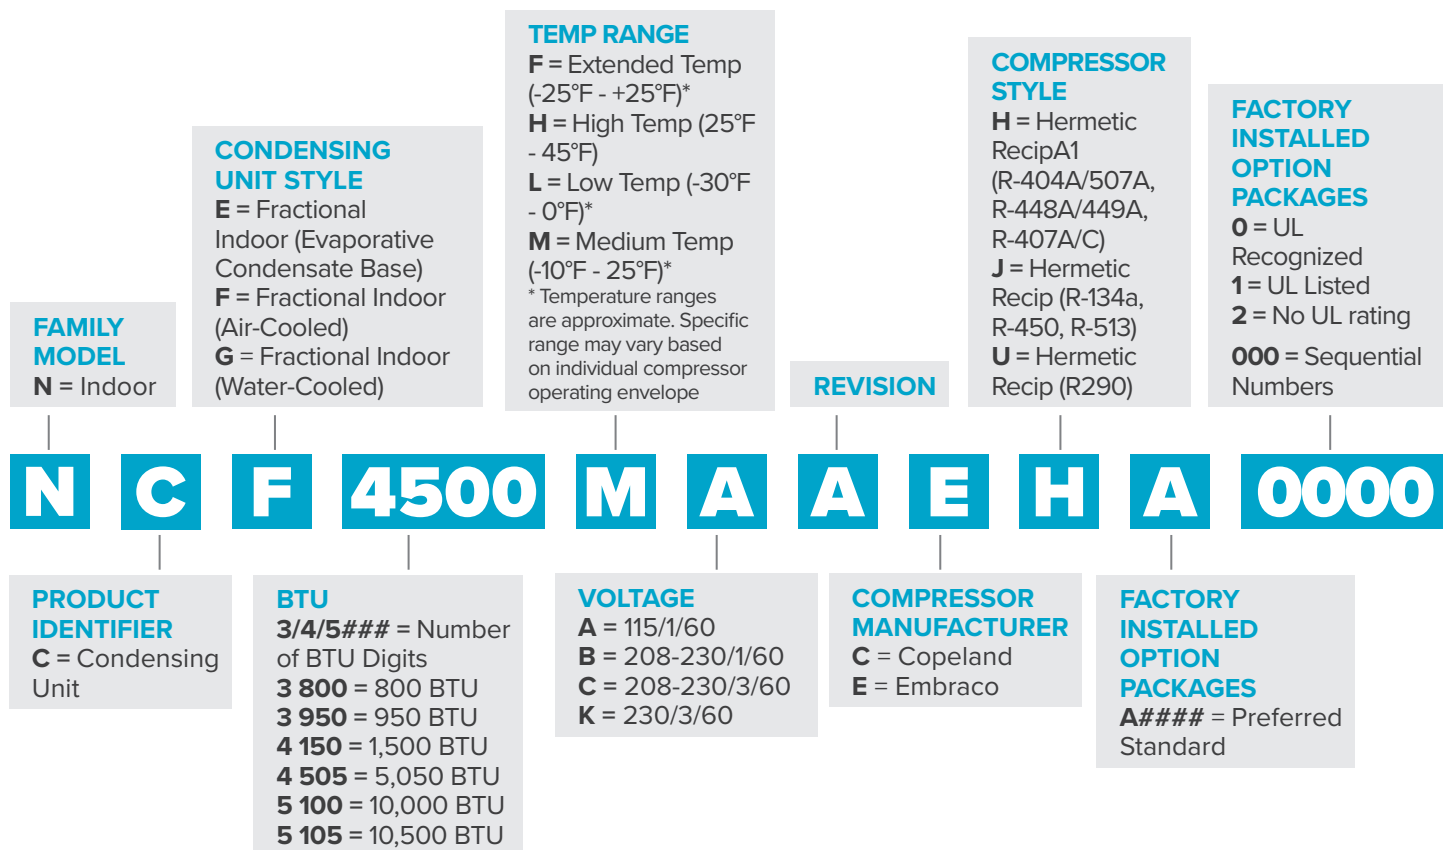 FAMILY
MODEL
N = Indoor
CONDENSING
UNIT STYLE
E = Fractional
Indoor (Evaporative
Condensate Base)
F = Fractional Indoor
(Air-Cooled)
G = Fractional Indoor
(Water-Cooled)
TEMP RANGE
F = Extended Temp
(-25°F - +25°F)*
H = High Temp (25°F
- 45°F)
L = Low Temp (-30°F
- 0°F)*
M = Medium Temp
(-10°F - 25°F)*
* Temperature ranges
are approximate. Specific
range may vary based
on individual compressor
operating envelope
REVISION
COMPRESSOR
STYLE
H = Hermetic
RecipA1
(R-404A/507A,
R-448A/449A,
R-407A/C)
J = Hermetic
Recip (R-134a,
R-450, R-513)
U = Hermetic
Recip (R290)
FACTORY
INSTALLED
OPTION
PACKAGES
0 = UL
Recognized
1 = UL Listed
2 = No UL rating
000 = Sequential
Numbers
N C F 4500 M A A E H A 0000
PRODUCT
IDENTIFIER
C = Condensing
Unit
BTU
3/4/5### = Number
of BTU Digits
3 800 = 800 BTU
3 950 = 950 BTU
4 150 = 1,500 BTU
4 505 = 5,050 BTU
5 100 = 10,000 BTU
5 105 = 10,500 BTU
VOLTAGE
A = 115/1/60
B = 208-230/1/60
C = 208-230/3/60
K = 230/3/60
COMPRESSOR
MANUFACTURER
C = Copeland
E = Embraco
FACTORY
INSTALLED
OPTION
PACKAGES
A#### = Preferred
Standard